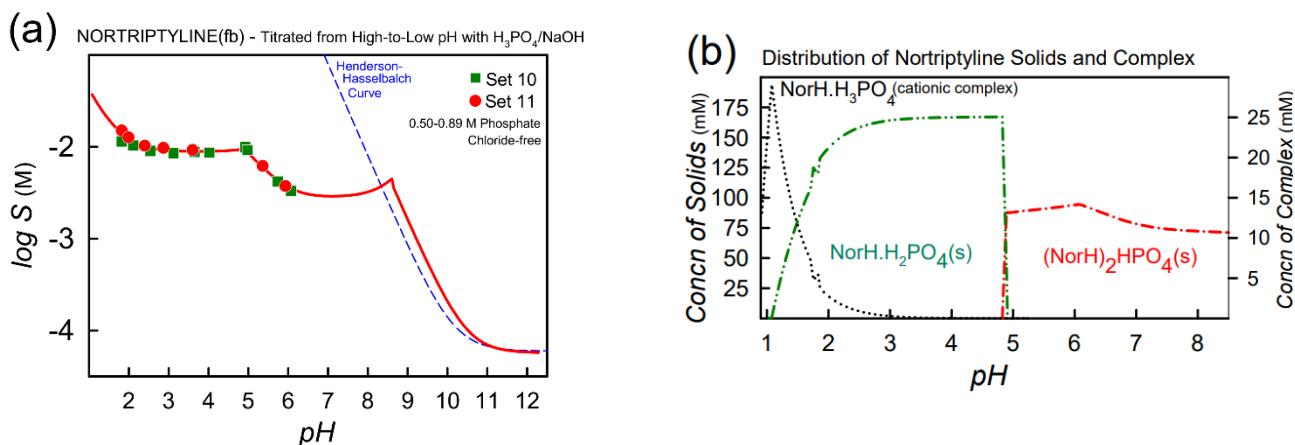 (a)
NORTRIPTYLINE(fb) - Titrated from High-to-Low pH with H₃PO₄/NaOH
-1
-2
-3
-4
log S (M)
Henderson-
Hasselbalch
Curve
Set 10
Set 11
0.50-0.89 M Phosphate
Chloride-free
2 3 4 5 6 7 8 9 10 11 12
pH
(b)
Distribution of Nortriptyline Solids and Complex
NorH.H₃PO₄ (cationic complex)
Concn of Solids (mM)
175
150
125
100
75
50
25
NorH.H₂PO₄(s)
(NorH)₂HPO₄(s)
25
20
15
10
5
Concn of Complex (mM)
1 2 3 4 5 6 7 8
pH